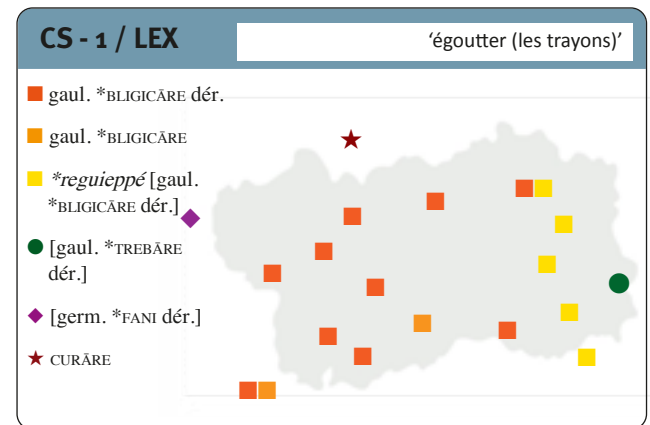 CS - 1 / LEX
‘égoutter (les trayons)’
gaul. *BLIGICĀRE dér.
gaul. *BLIGICĀRE
*reguieppé [gaul.
*BLIGICĀRE dér.]
[gaul. *TREBĀRE
dér.]
[germ. *FANI dér.]
CURĀRE